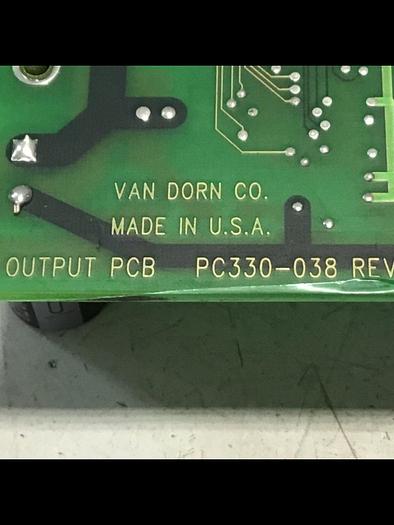 VAN DORN CO.
MADE IN U.S.A.
OUTPUT PCB PC330-038 REV